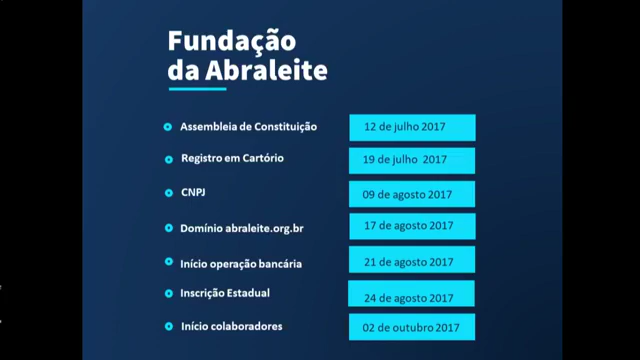 Fundação
da Abraleite
Assembleia de Constituição 12 de julho 2017
Registro em Cartório 19 de julho 2017
CNPJ 09 de agosto 2017
Domínio abraleite.org.br 17 de agosto 2017
Início operação bancária 21 de agosto 2017
Inscrição Estadual 24 de agosto 2017
Início colaboradores 02 de outubro 2017